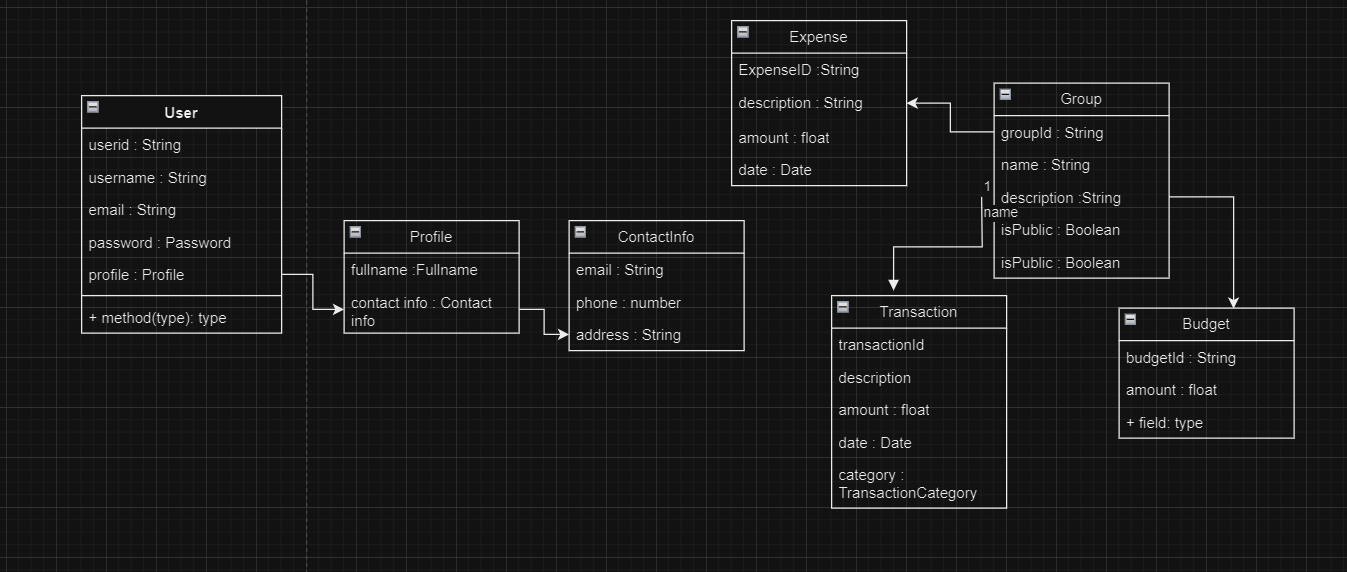 User
userid : String
username : String
email : String
password : Password
profile : Profile
+ method(type): type
Profile
fullname :Fullname
contact info : Contact
info
ContactInfo
email : String
phone : number
address : String
Expense
ExpenseID :String
description : String
amount : float
date : Date
Group
groupId : String
name : String
description :String
isPublic : Boolean
isPublic : Boolean
1
name
Transaction
transactionId
description
amount : float
date : Date
category :
TransactionCategory
Budget
budgetId : String
amount : float
+ field: type